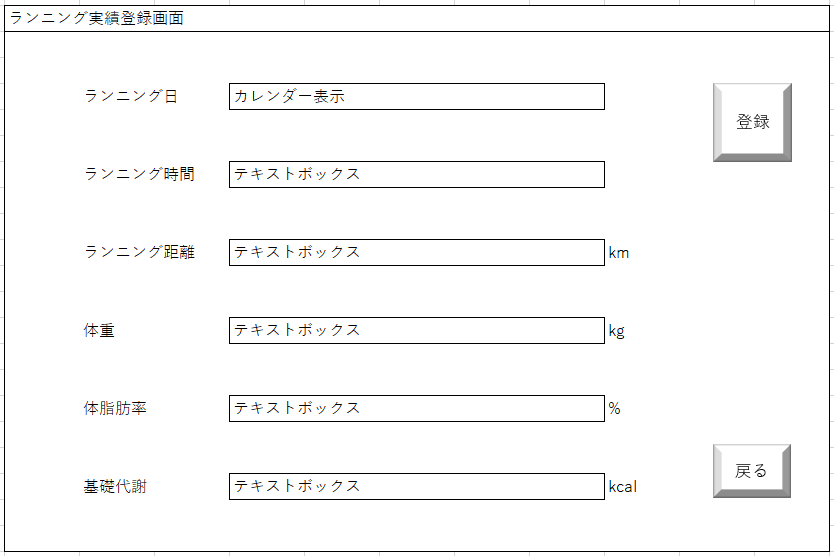 ランニング実績登録画面
ランニング日 カレンダー表示
登録
ランニング時間 テキストボックス
ランニング距離 テキストボックス km
体重 テキストボックス kg
体脂肪率 テキストボックス %
戻る
基礎代謝 テキストボックス kcal